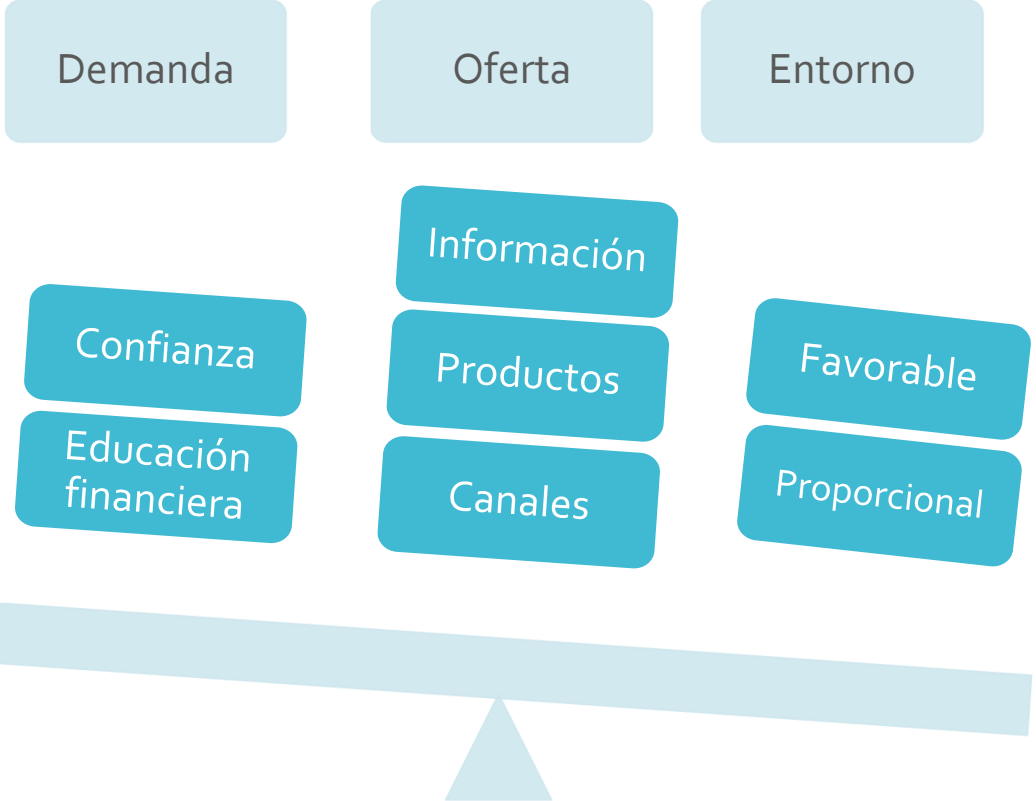 Demanda
Oferta
Entorno
Confianza
Educación
financiera
Información
Productos
Canales
Favorable
Proporcional